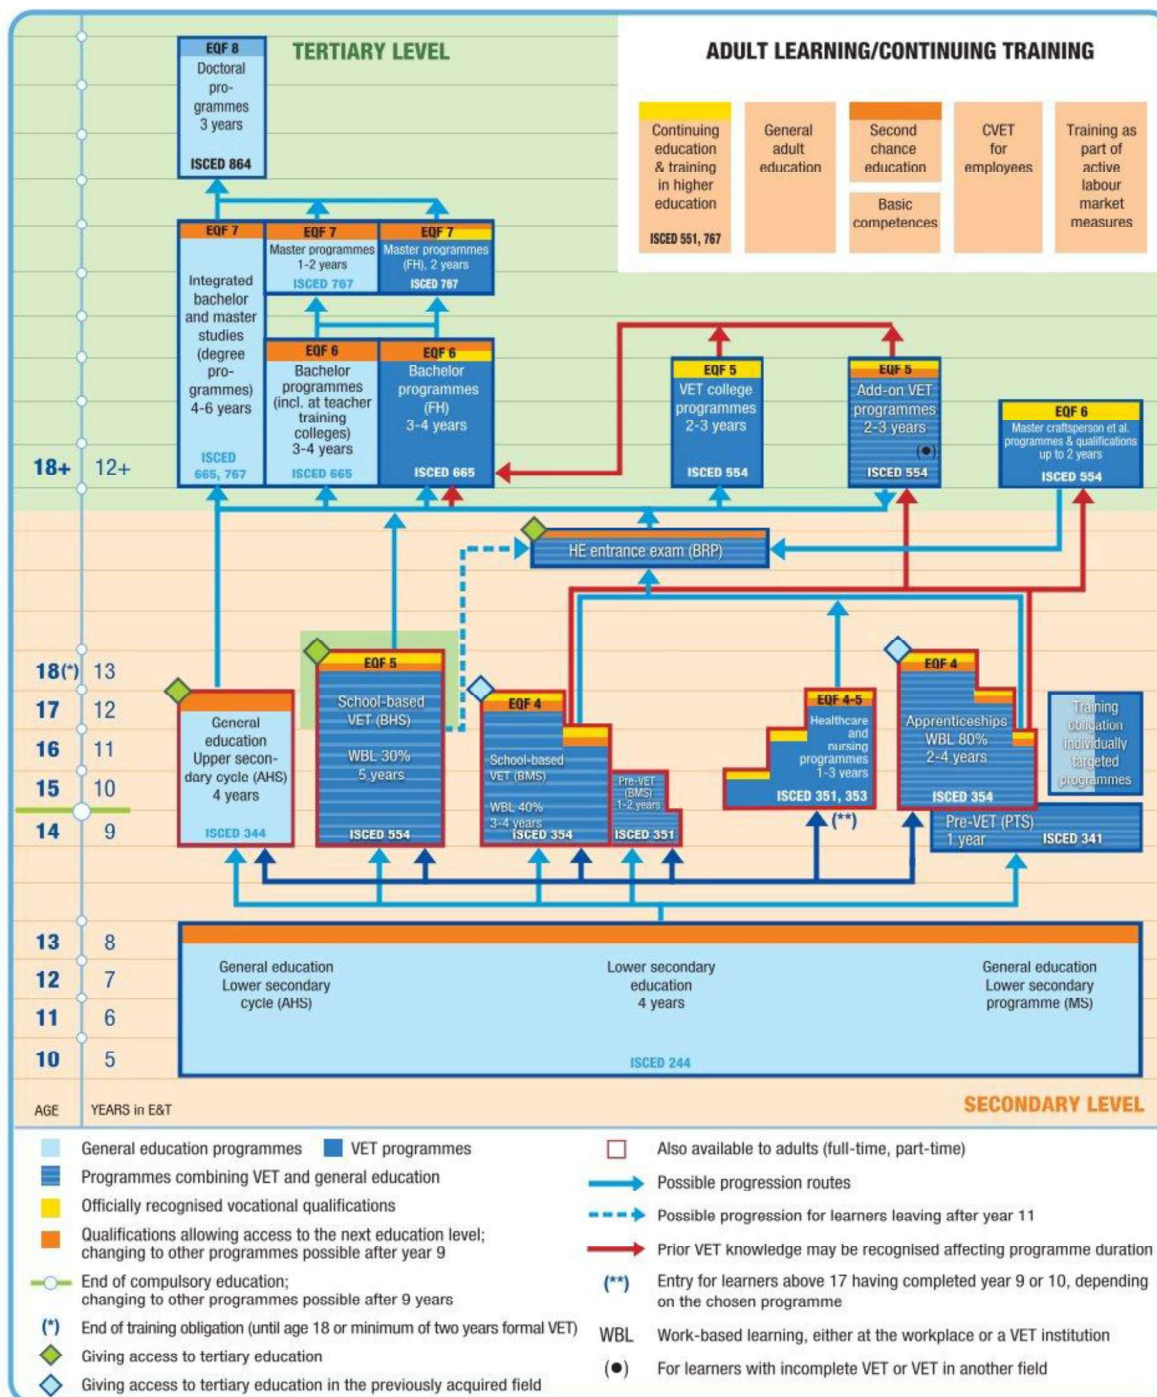 TERTIARY LEVEL
ADULT LEARNING/CONTINUING TRAINING
Continuing
education
& training
in higher
education
ISCED 551, 767
General
adult
education
Second
chance
education
Basic
competences
CVET
for
employees
Training as
part of
active
labour
market
measures
EQF 8
Doctoral
pro-
grammes
3 years
ISCED 864
EQF 7
Integrated
bachelor
and master
studies
(degree
pro-
grammes)
4-6 years
ISCED
665, 767
EQF 7
Master programmes
1-2 years
ISCED 767
EQF 7
Master programmes
(FH), 2 years
ISCED 767
EQF 6
Bachelor
programmes
(incl. at teacher
training
colleges)
3-4 years
ISCED 665
EQF 6
Bachelor
programmes
(FH)
3-4 years
ISCED 665
EQF 5
VET college
programmes
2-3 years
ISCED 554
EQF 5
Add-on VET
programmes
2-3 years
(●)
ISCED 554
EQF 6
Master craftsperson et al.
programmes & qualifications
up to 2 years
ISCED 554
18+ 12+
HE entrance exam (BRP)
18(*) 13
17 12
16 11
15 10
14 9
General
education
Upper secon-
dary cycle (AHS)
4 years
ISCED 344
EQF 5
School-based
VET (BHS)
WBL 30%
5 years
ISCED 554
EQF 4
School-based
VET (BMS)
WBL 40%
3-4 years
ISCED 354
Pre-VET
(BMS)
1-2 years
ISCED 351
EQF 4-5
Healthcare
and
nursing
programmes
1-3 years
ISCED 351, 353
(**)
EQF 4
Apprenticeships
WBL 80%
2-4 years
ISCED 354
Training
obligation
individually
targeted
programmes
Pre-VET (PTS)
1 year
ISCED 341
13 8
12 7
11 6
10 5
General education
Lower secondary
cycle (AHS)
Lower secondary
education
4 years
General education
Lower secondary
programme (MS)
ISCED 244
AGE YEARS in E&T
SECONDARY LEVEL
General education programmes
VET programmes
Programmes combining VET and general education
Officially recognised vocational qualifications
Qualifications allowing access to the next education level;
changing to other programmes possible after year 9
End of compulsory education;
changing to other programmes possible after 9 years
(*) End of training obligation (until age 18 or minimum of two years formal VET)
Giving access to tertiary education
Giving access to tertiary education in the previously acquired field
Also available to adults (full-time, part-time)
Possible progression routes
Possible progression for learners leaving after year 11
Prior VET knowledge may be recognised affecting programme duration
(**) Entry for learners above 17 having completed year 9 or 10, depending
on the chosen programme
WBL Work-based learning, either at the workplace or a VET institution
(●) For learners with incomplete VET or VET in another field